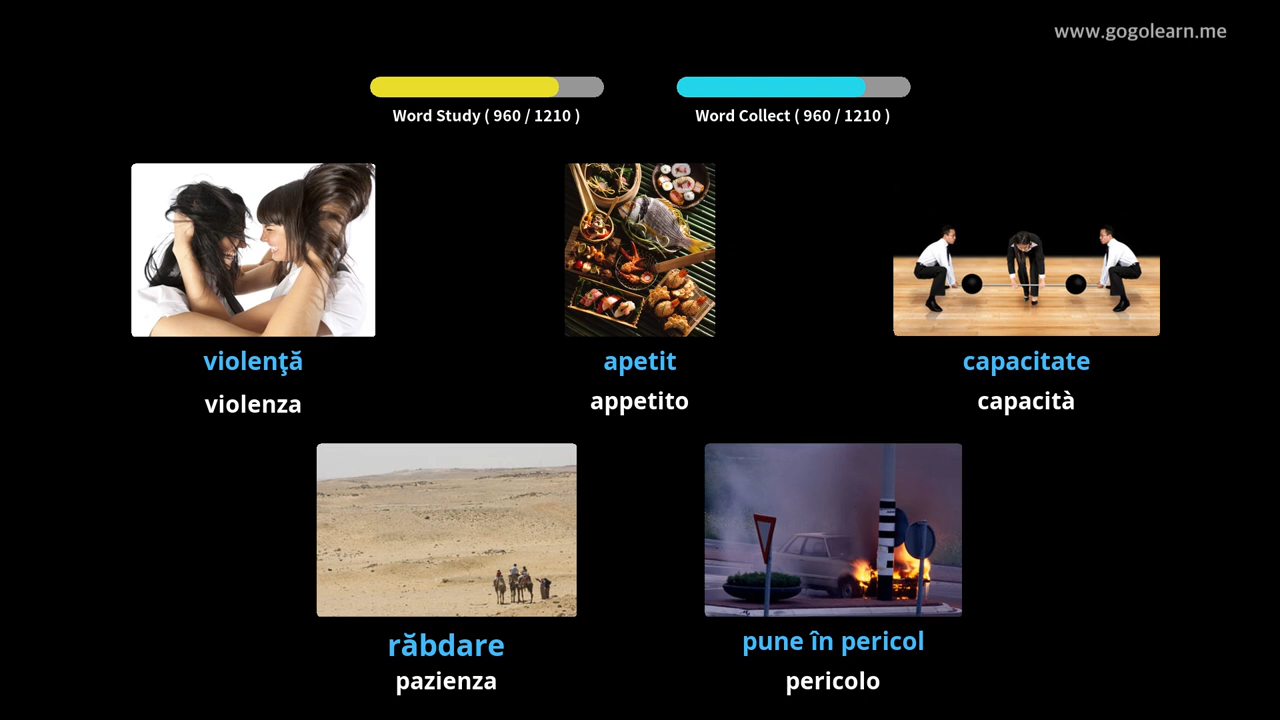 www.gogolearn.me
Word Study ( 960 / 1210 )
Word Collect ( 960 / 1210 )
violenţă
apetit
capacitate
violenza
appetito
capacità
răbdare
pune în pericol
pazienza
pericolo